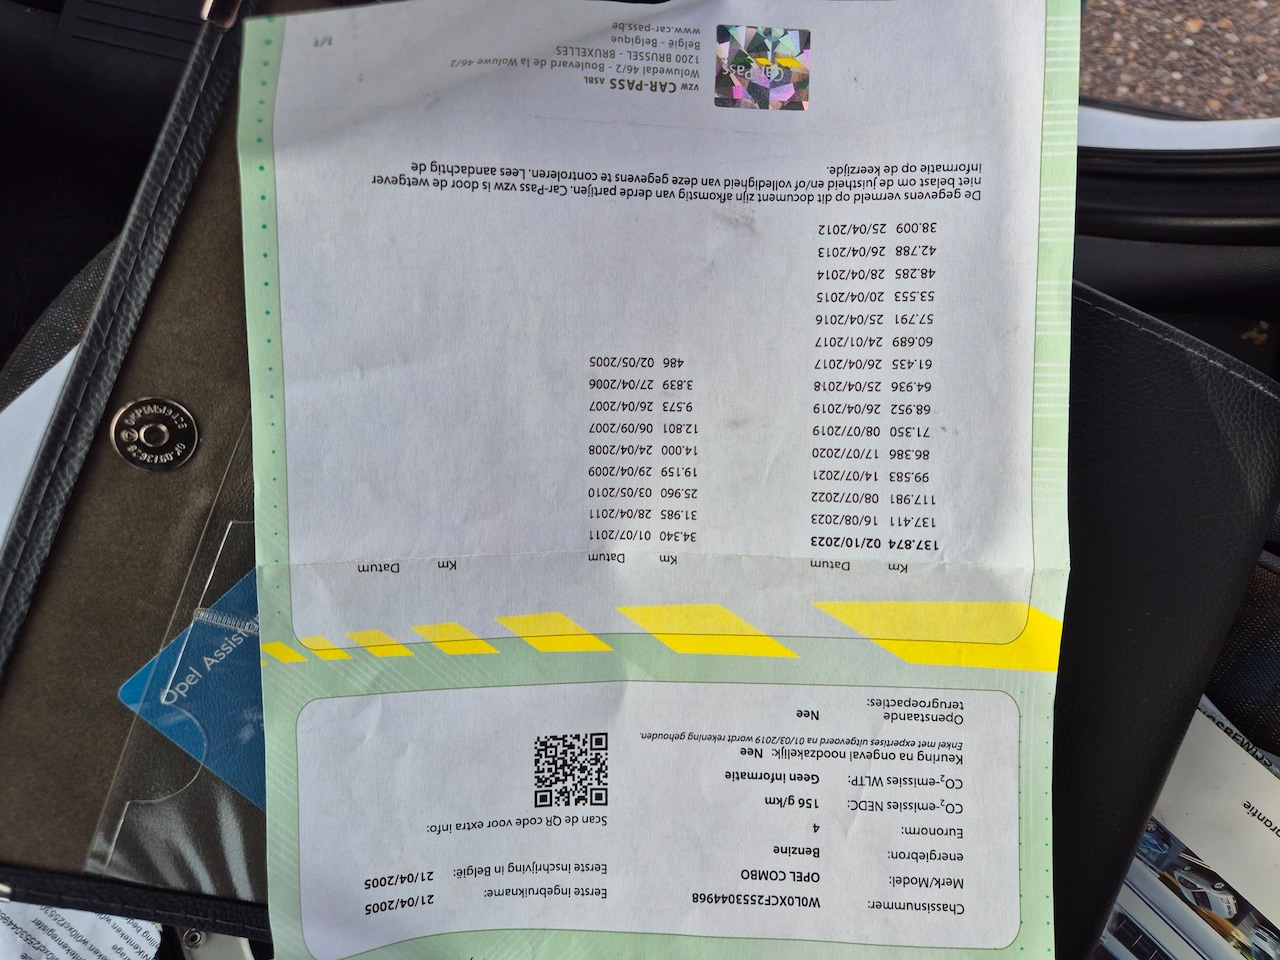 Chassisnummer: W0L0XCF2553044968
Merk/Model: OPEL COMBO
energiebron: Benzine
Euronorm: 4
CO₂-emissies NEDC: 156 g/km
CO₂-emissies WLTP: Geen informatie
Keuring na ongeval noodzakelijk: Nee
Enkel met expertises uitgevoerd na 01/03/2019 wordt rekening gehouden.
Openstaande
terugroepacties: Nee
Eerste ingebruikname: 21/04/2005
Eerste inschrijving in België: 21/04/2005
Scan de QR code voor extra info:
Km Datum
137.874 02/10/2023
137.411 16/08/2023
117.981 08/07/2022
99.583 14/07/2021
86.386 17/07/2020
71.350 08/07/2019
68.952 26/04/2019
64.936 25/04/2018
61.435 26/04/2017
60.689 24/01/2017
57.791 25/04/2016
53.553 20/04/2015
48.285 28/04/2014
42.788 26/04/2013
38.009 25/04/2012
Km Datum
34.340 01/07/2011
31.985 28/04/2011
25.960 03/05/2010
19.159 29/04/2009
14.000 24/04/2008
12.801 06/09/2007
9.573 26/04/2007
3.839 27/04/2006
486 02/05/2005
Km Datum
De gegevens vermeld op dit document zijn afkomstig van derde partijen. Car-Pass vzw is door de wetgever
niet belast om de juistheid en/of volledigheid van deze gegevens te controleren. Lees aandachtig de
informatie op de keerzijde.
Car-Pass
vzw CAR-PASS ASBL
Woluwedal 46/2 - Boulevard de la Woluwe 46/2
1200 BRUSSEL - BRUXELLES
België - Belgique
www.car-pass.be
1/1
Opel Assist